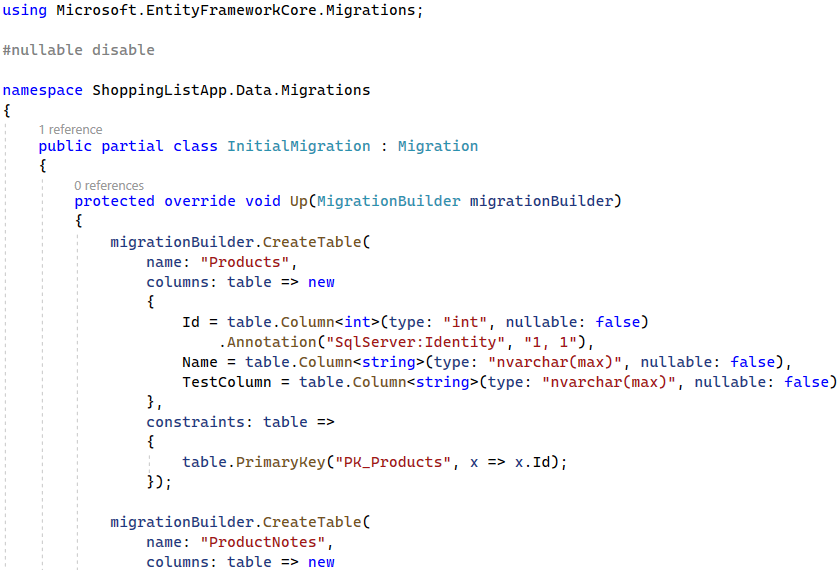 using Microsoft.EntityFrameworkCore.Migrations;
#nullable disable
namespace ShoppingListApp.Data.Migrations
{
1 reference
public partial class InitialMigration : Migration
{
0 references
protected override void Up(MigrationBuilder migrationBuilder)
{
migrationBuilder.CreateTable(
name: "Products",
columns: table => new
{
Id = table.Column<int>(type: "int", nullable: false)
.Annotation("SqlServer:Identity", "1, 1"),
Name = table.Column<string>(type: "nvarchar(max)", nullable: false),
TestColumn = table.Column<string>(type: "nvarchar(max)", nullable: false)
},
constraints: table =>
{
table.PrimaryKey("PK_Products", x => x.Id);
});
migrationBuilder.CreateTable(
name: "ProductNotes",
columns: table => new